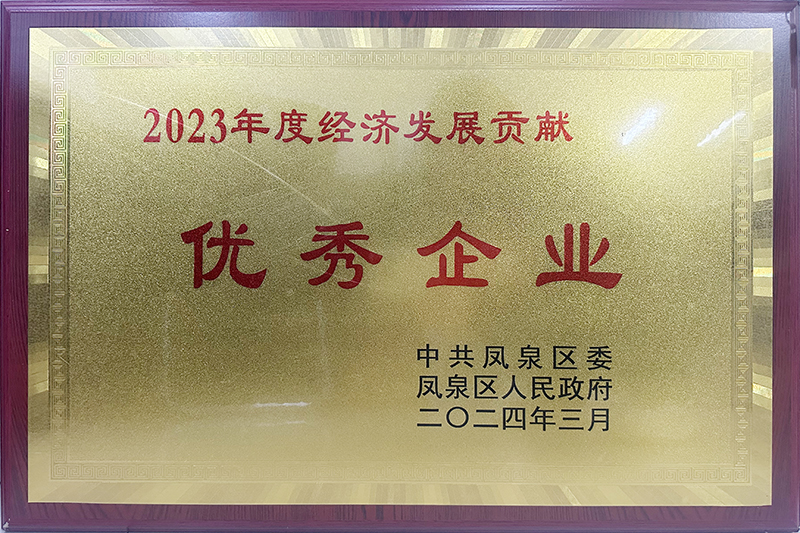 2023年度经济发展贡献
优秀企业
中共凤泉区委
凤泉区人民政府
二〇二四年三月